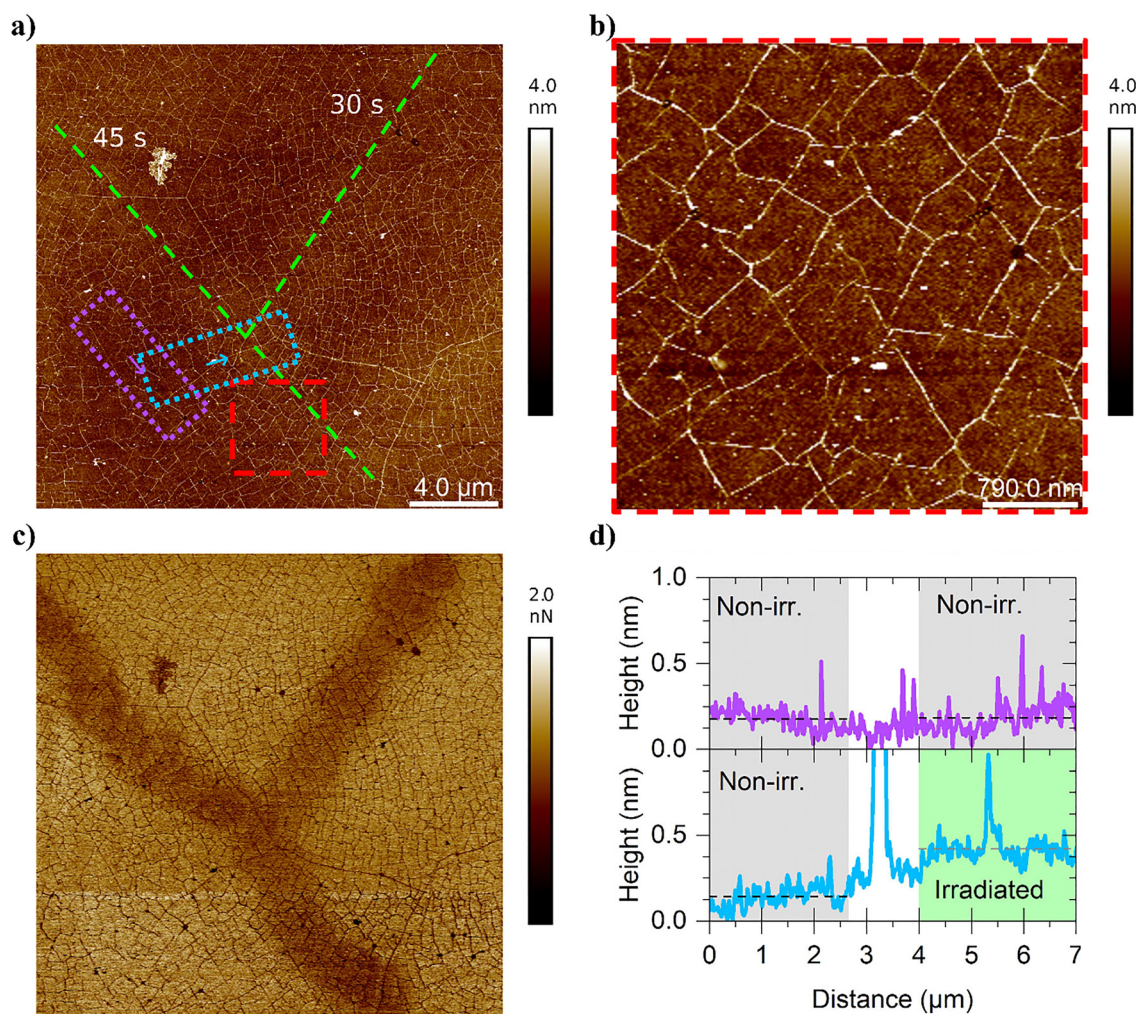 a)
45 s
30 s
4.0 µm
4.0
nm
b)
790.0 nm
4.0
nm
c)
2.0
nN
d)
Height (nm)
1.0
0.5
0.0
Non-irr.
Non-irr.
Height (nm)
0.5
0.0
Non-irr.
Irradiated
0 1 2 3 4 5 6 7
Distance (µm)